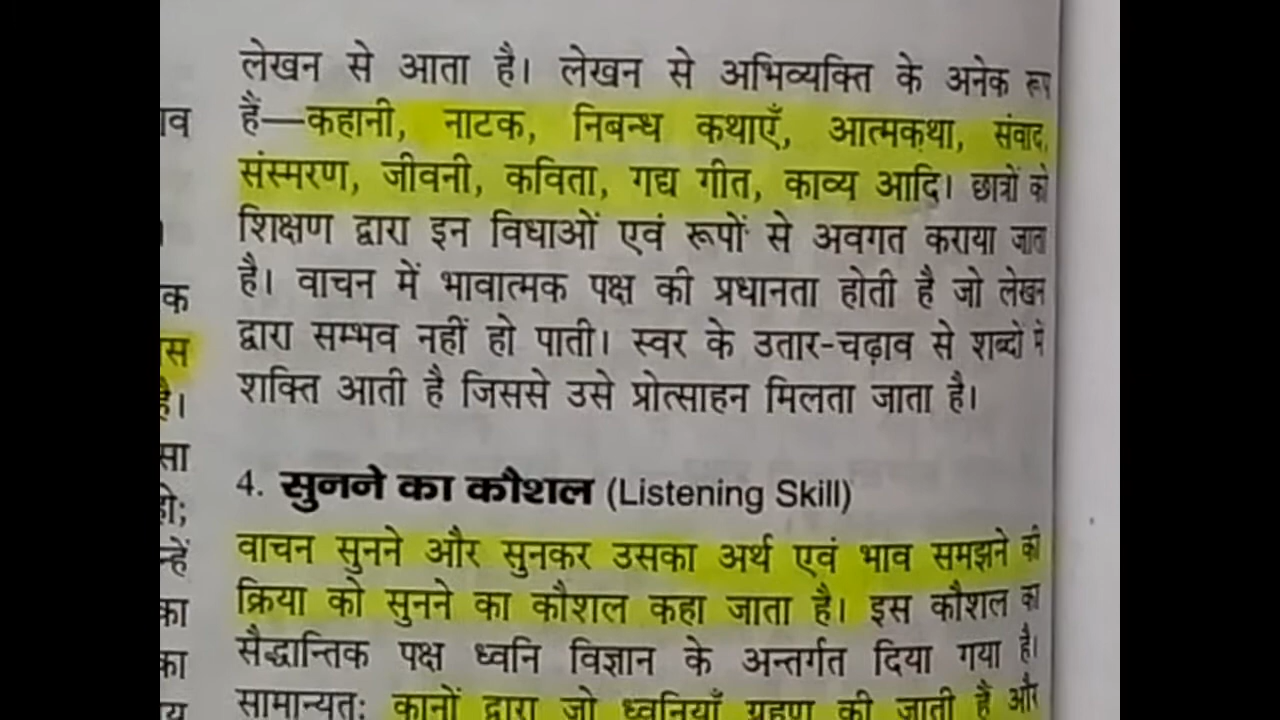 लेखन से आता है। लेखन से अभिव्यक्ति के अनेक रूप
हैं—कहानी, नाटक, निबन्ध कथाएँ, आत्मकथा, संवाद,
संस्मरण, जीवनी, कविता, गद्य गीत, काव्य आदि। छात्रों को
शिक्षण द्वारा इन विधाओं एवं रूपों से अवगत कराया जाता
है। वाचन में भावात्मक पक्ष की प्रधानता होती है जो लेखन
द्वारा सम्भव नहीं हो पाती। स्वर के उतार-चढ़ाव से शब्दों में
शक्ति आती है जिससे उसे प्रोत्साहन मिलता जाता है।
4. सुनने का कौशल (Listening Skill)
वाचन सुनने और सुनकर उसका अर्थ एवं भाव समझने की
क्रिया को सुनने का कौशल कहा जाता है। इस कौशल का
सैद्धान्तिक पक्ष ध्वनि विज्ञान के अन्तर्गत दिया गया है।
सामान्यत: कानों द्वारा जो ध्वनियाँ ग्रहण की जाती हैं और